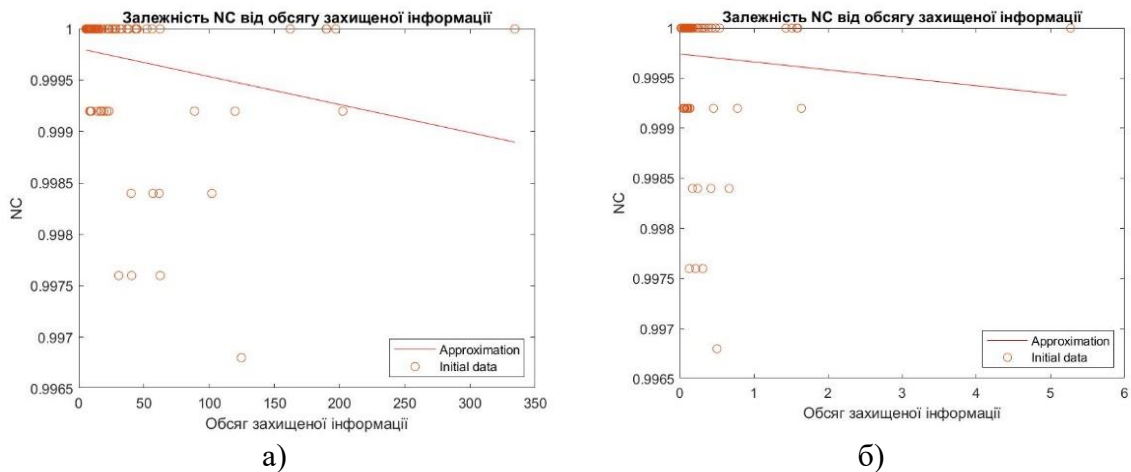 Залежність NC від обсягу захищеної інформації
1
0.9995
0.999
0.9985
0.998
0.9975
0.997
0.9965
NC
0 50 100 150 200 250 300 350
Обсяг захищеної інформації
Approximation
Initial data
а)
Залежність NC від обсягу захищеної інформації
1
0.9995
0.999
0.9985
0.998
0.9975
0.997
0.9965
NC
0 1 2 3 4 5 6
Обсяг захищеної інформації
Approximation
Initial data
б)